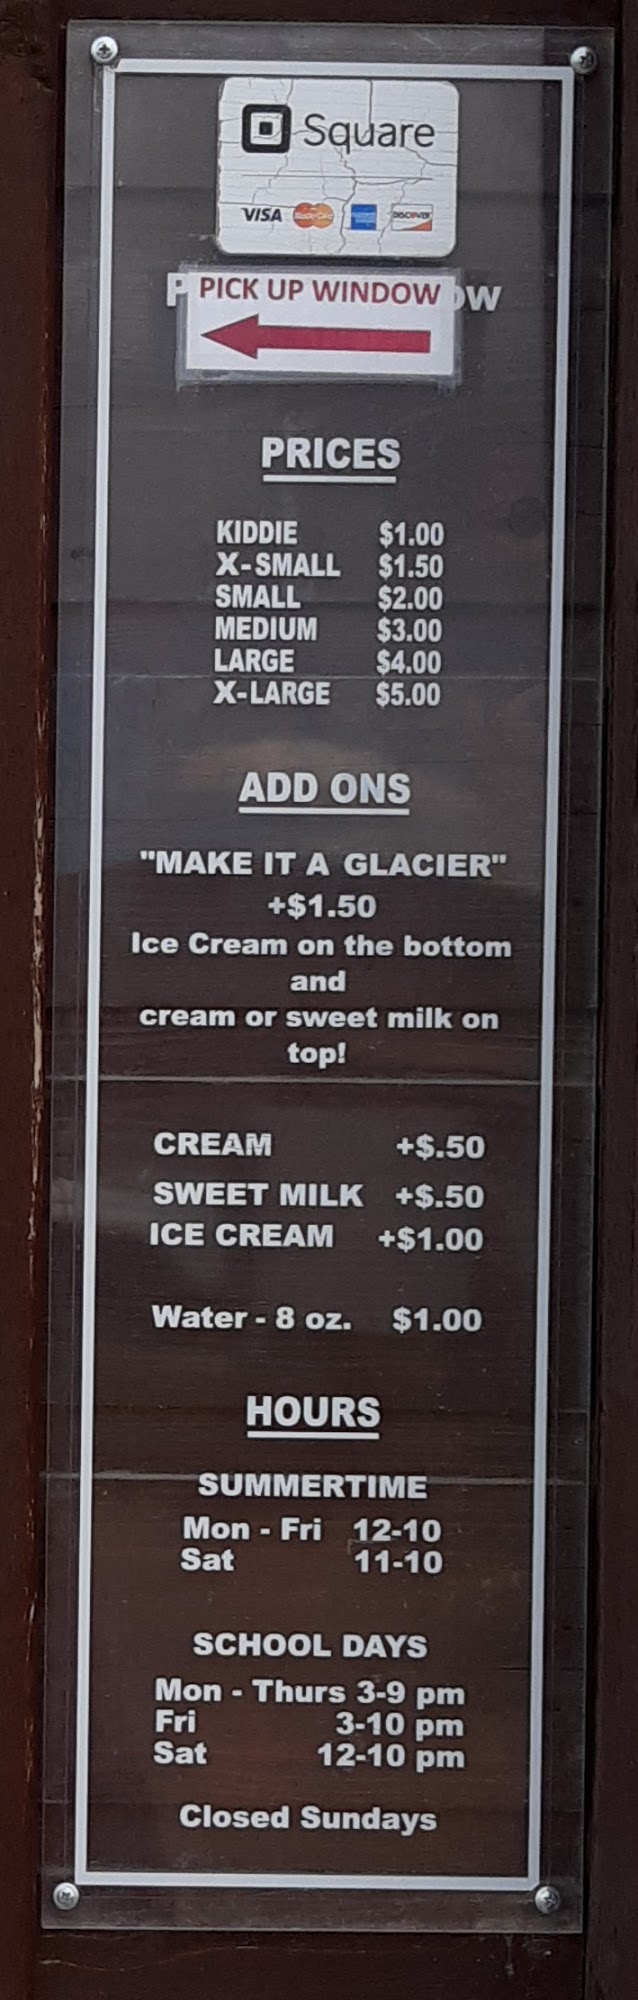 Square
VISA MasterCard DISCOVER
PICK UP WINDOW
PRICES
KIDDIE $1.00
X-SMALL $1.50
SMALL $2.00
MEDIUM $3.00
LARGE $4.00
X-LARGE $5.00
ADD ONS
"MAKE IT A GLACIER"
+$1.50
Ice Cream on the bottom
and
cream or sweet milk on
top!
CREAM +$.50
SWEET MILK +$.50
ICE CREAM +$1.00
Water - 8 oz. $1.00
HOURS
SUMMERTIME
Mon - Fri 12-10
Sat 11-10
SCHOOL DAYS
Mon - Thurs 3-9 pm
Fri 3-10 pm
Sat 12-10 pm
Closed Sundays